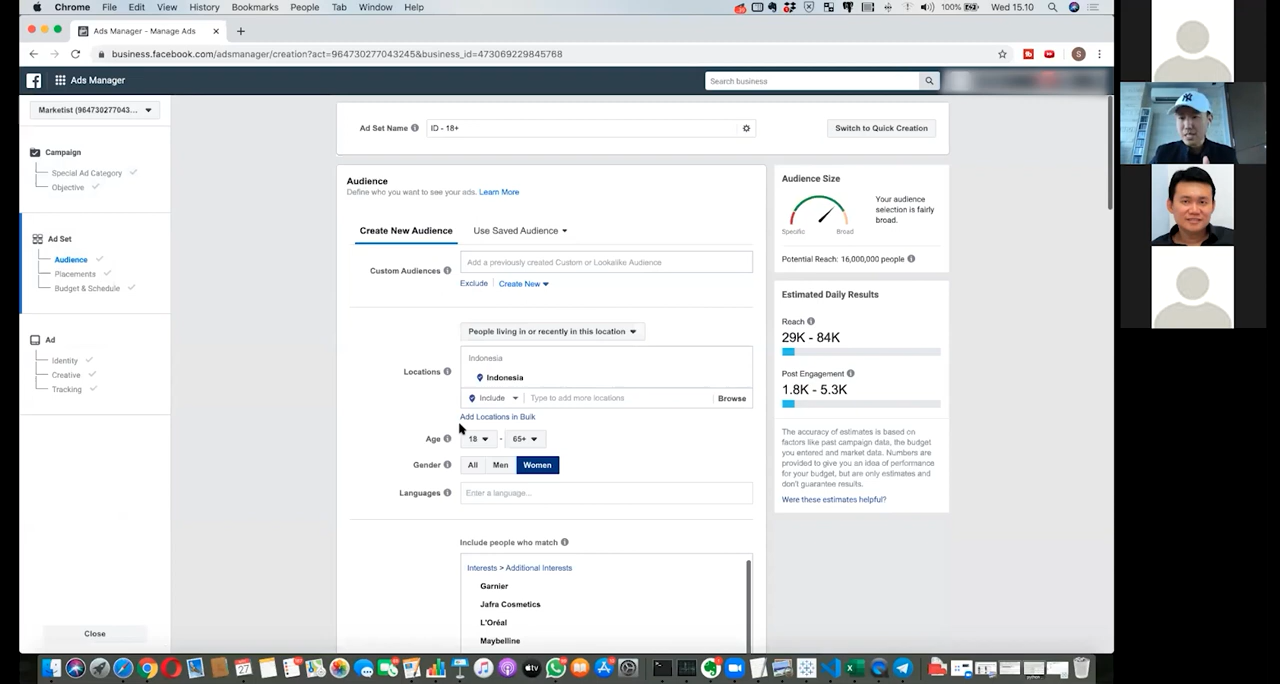 Chrome File Edit View History Bookmarks People Tab Window Help 100% Wed 15.10
Ads Manager - Manage Ads
business.facebook.com/adsmanager/creation?act=964730277043245&business_id=473069229845768
Ads Manager
Search business
Marketist (96473027704３...
Campaign
Special Ad Category
Objective
Ad Set
Audience
Placements
Budget & Schedule
Ad
Identity
Creative
Tracking
Close
Ad Set Name
ID - 18+
Switch to Quick Creation
Audience
Define who you want to see your ads. Learn More
Create New Audience
Use Saved Audience
Custom Audiences
Add a previously created Custom or Lookalike Audience
Exclude
Create New
People living in or recently in this location
Locations
Indonesia
Indonesia
Include
Type to add more locations
Browse
Add Locations in Bulk
Age
18 - 65+
Gender
All Men Women
Languages
Enter a language...
Include people who match
Interests > Additional Interests
Garnier
Jafra Cosmetics
L'Oréal
Maybelline
Audience Size
Specific
Broad
Your audience
selection is fairly
broad.
Potential Reach: 16,000,000 people
Estimated Daily Results
Reach
29K - 84K
Post Engagement
1.8K - 5.3K
The accuracy of estimates is based on
factors like past campaign data, the budget
you entered and market data. Numbers are
provided to give you an idea of performance
for your budget, but are only estimates and
don't guarantee results.
Were these estimates helpful?